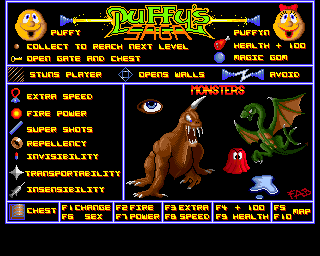 PUFFY'S
SAGA
PUFFY
PUFFYN
COLLECT TO REACH NEXT LEVEL
HEALTH + 100
OPEN GATE AND CHEST
MAGIC GOM
STUNS PLAYER
OPENS WALLS
AVOID
MONSTERS
EXTRA SPEED
FIRE POWER
SUPER SHOTS
REPELLENCY
INVISIBILITY
TRANSPORTABILITY
INSENSIBILITY
CHEST
F1 CHANGE
F2 FIRE
F3 EXTRA
F4 + 100
F5
F6 SEX
F7 POWER
F8 SPEED
F9 HEALTH
F10 MAP